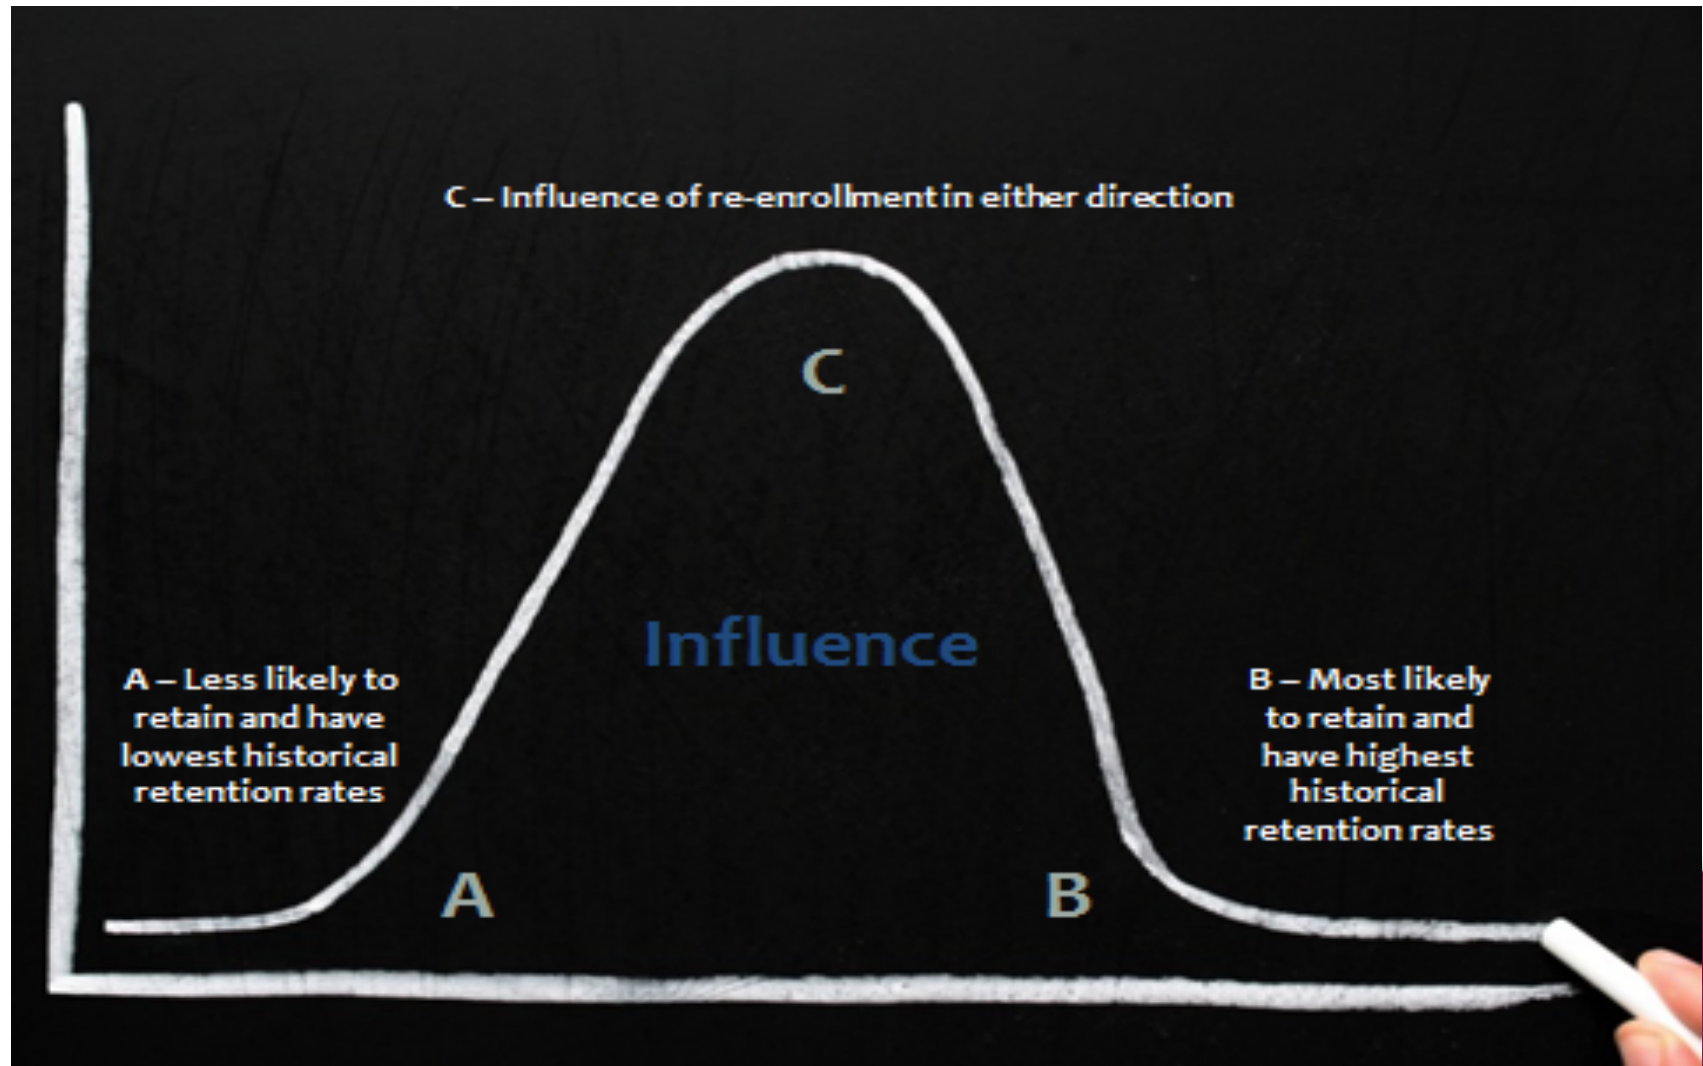 C – Influence of re-enrollment in either direction
C
Influence
A – Less likely to
retain and have
lowest historical
retention rates
B – Most likely
to retain and
have highest
historical
retention rates
A
B